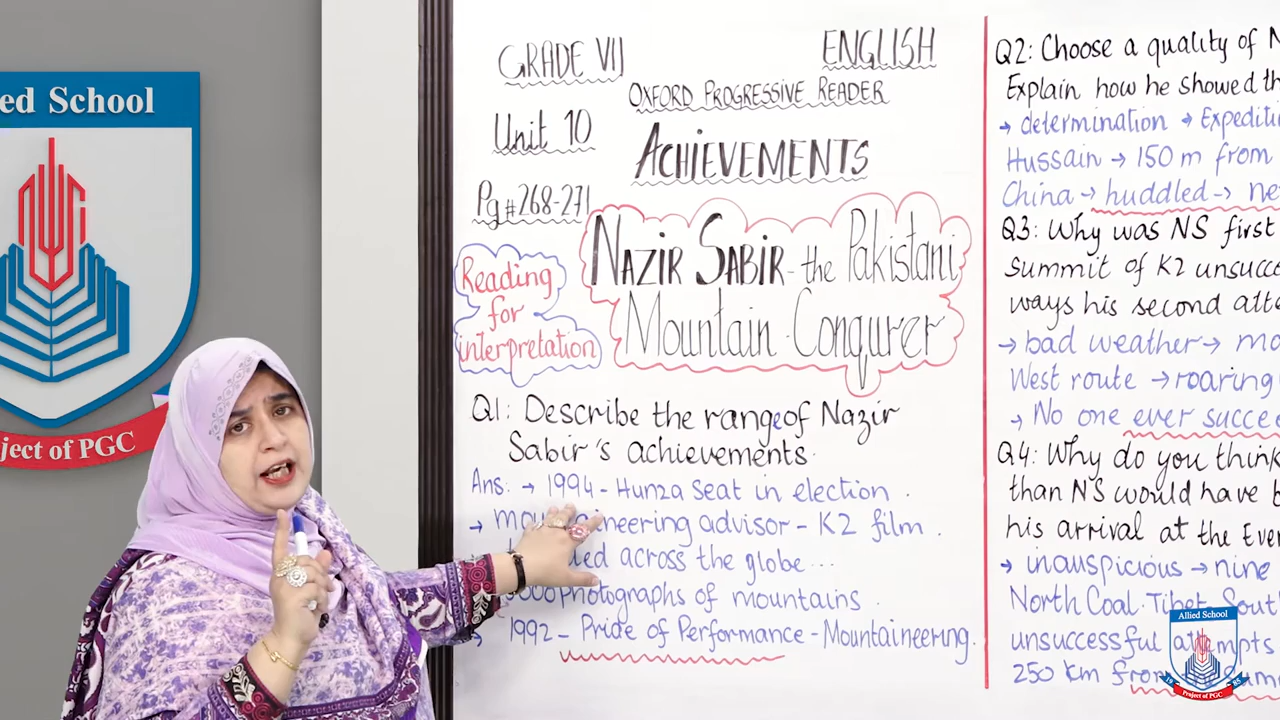 ed School
ject of PGC
GRADE VII
ENGLISH
OXFORD PROGRESSIVE READER
Unit 10
ACHIEVEMENTS
Pg#268-271
NAZIR SABIR - the Pakistani
Mountain Conqurer
Reading
for
interpretation
Q1: Describe the range of Nazir
Sabir's achievements.
Ans: → 1994 - Hunza Seat in election .
→ mountaineering advisor - K2 film .
across the globe ...
photographs of mountains .
→ 1992 - Pride of Performance - Mountaineering.
Q2: Choose a quality of N
Explain how he showed th
→ determination → Expeditu
Hussain → 150 m from
China → huddled → ne
Q3: Why was NS first
summit of K2 unsucce
ways his second atte
→ bad weather → mo
West route → roaring
→ No one ever succe
Q4: Why do you think
than NS would have b
his arrival at the Ever
→ inauspicious → nine
North Coal. Tibet. South
unsuccessful attempts
250 km from
Allied School
19 85
Project of PGC